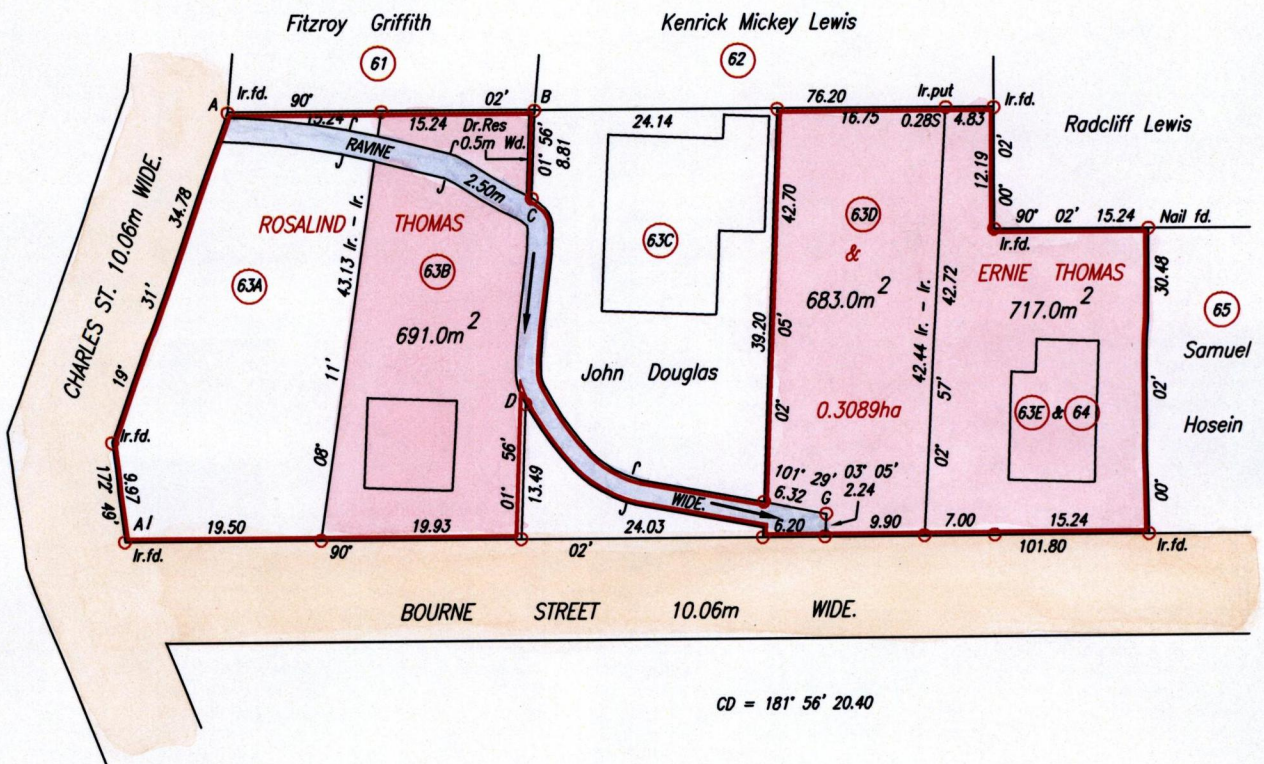 Fitzroy Griffith
Kenrick Mickey Lewis
61
62
A
Ir.fd.
90° 02'
B
76.20
Ir.put
Ir.fd.
15.24
15.24
Dr.Res
0.5m Wd.
01° 56'
8.81
24.14
16.75
0.28S
4.83
Radcliff Lewis
RAVINE
2.50m
C
12.19
00° 02'
90° 02' 15.24
Nail fd.
Ir.fd.
CHARLES ST. 10.06m WIDE.
34.78
19° 31'
ROSALIND THOMAS
43.13 Ir. - Ir.
08° 11'
63A
63B
691.0m2
63C
John Douglas
42.70
39.20
02° 05'
63D
&
683.0m2
0.3089ha
42.72
42.44 Ir. - Ir.
02° 57'
ERNIE THOMAS
717.0m2
63E & 64
30.48
00° 02'
65
Samuel
Hosein
D
01° 56'
13.49
Ir.fd.
9.97
172° 49'
A1
Ir.fd.
WIDE.
101° 29'
6.32
G
03° 05'
2.24
19.50
90° 02'
19.93
24.03
6.20
9.90
7.00
15.24
101.80
Ir.fd.
BOURNE STREET 10.06m WIDE.
CD = 181° 56' 20.40